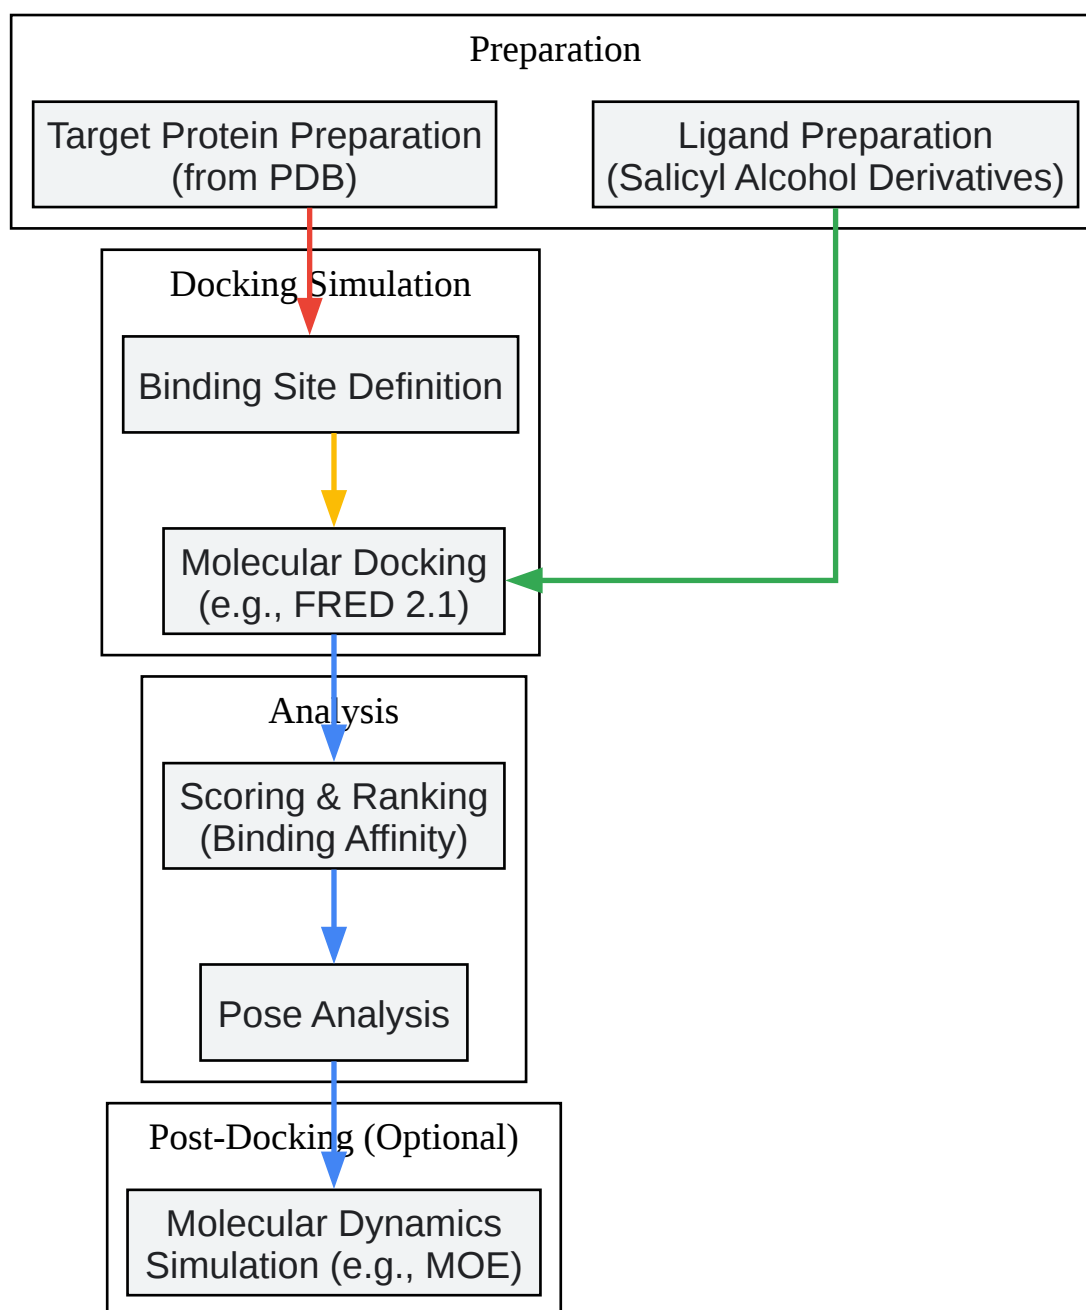 Preparation
Target Protein Preparation
(from PDB)
Ligand Preparation
(Salicyl Alcohol Derivatives)
Docking Simulation
Binding Site Definition
Molecular Docking
(e.g., FRED 2.1)
Analysis
Scoring & Ranking
(Binding Affinity)
Pose Analysis
Post-Docking (Optional)
Molecular Dynamics
Simulation (e.g., MOE)